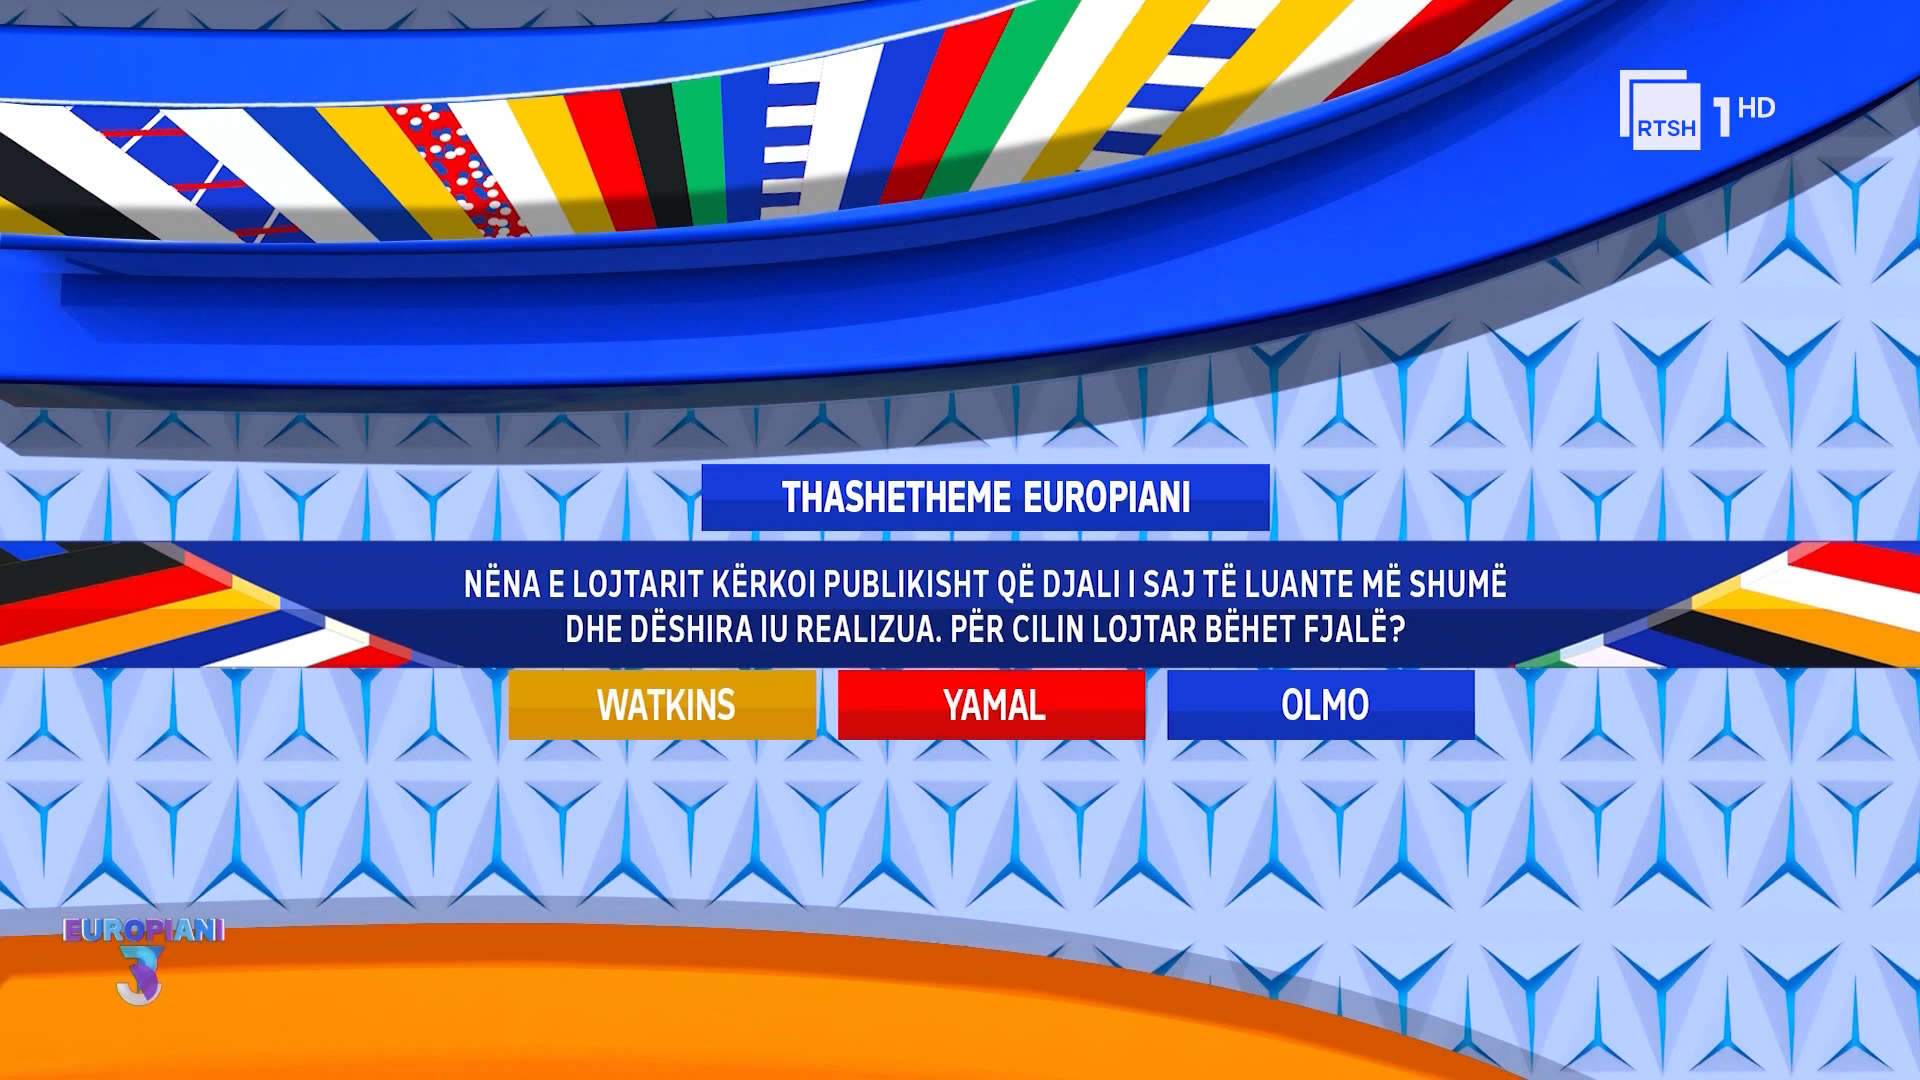 RTSH 1 HD
THASHETHEME EUROPIANI
NËNA E LOJTARIT KËRKOI PUBLIKISHT QË DJALI I SAJ TË LUANTE MË SHUMË
DHE DËSHIRA IU REALIZUA. PËR CILIN LOJTAR BËHET FJALË?
WATKINS
YAMAL
OLMO
EUROPIANI
3